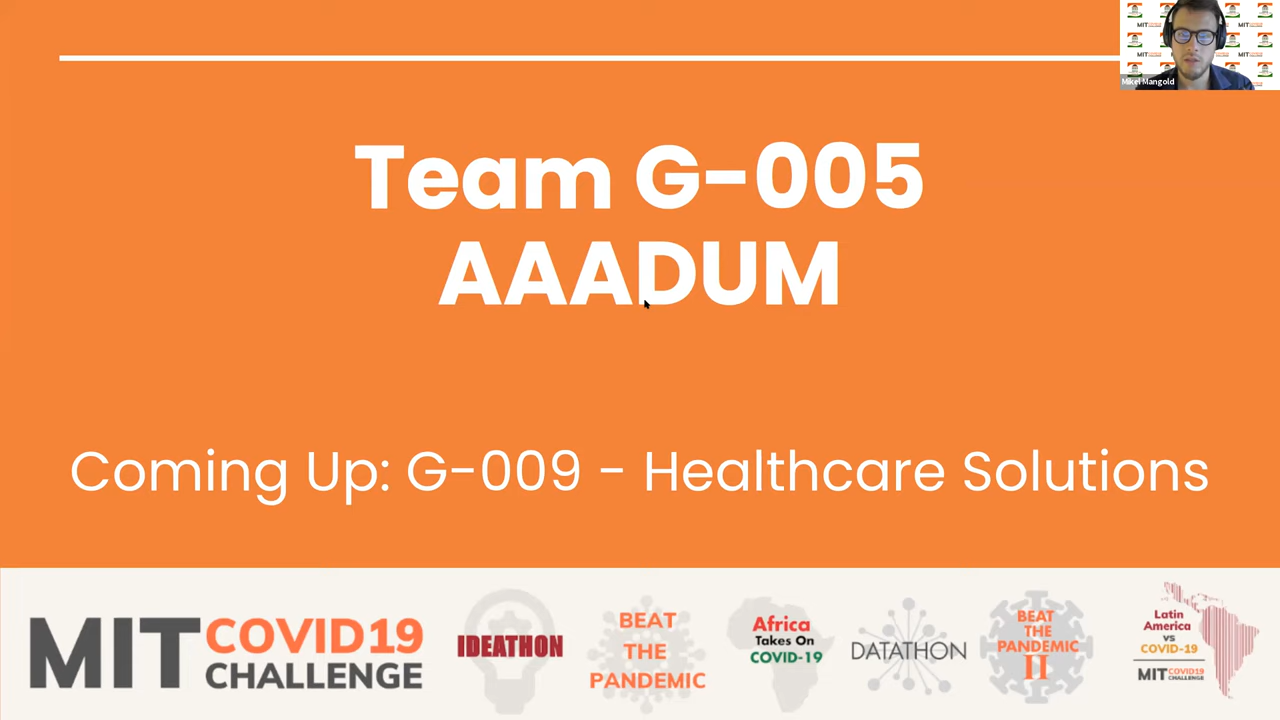 Mikel Mangold
Team G-005
AAADUM
Coming Up: G-009 - Healthcare Solutions
MIT COVID19
CHALLENGE
IDEATHON
BEAT
THE
PANDEMIC
Africa
Takes On
COVID-19
DATATHON
BEAT
THE
PANDEMIC
II
Latin
America
vs
COVID-19
MIT COVID19
CHALLENGE